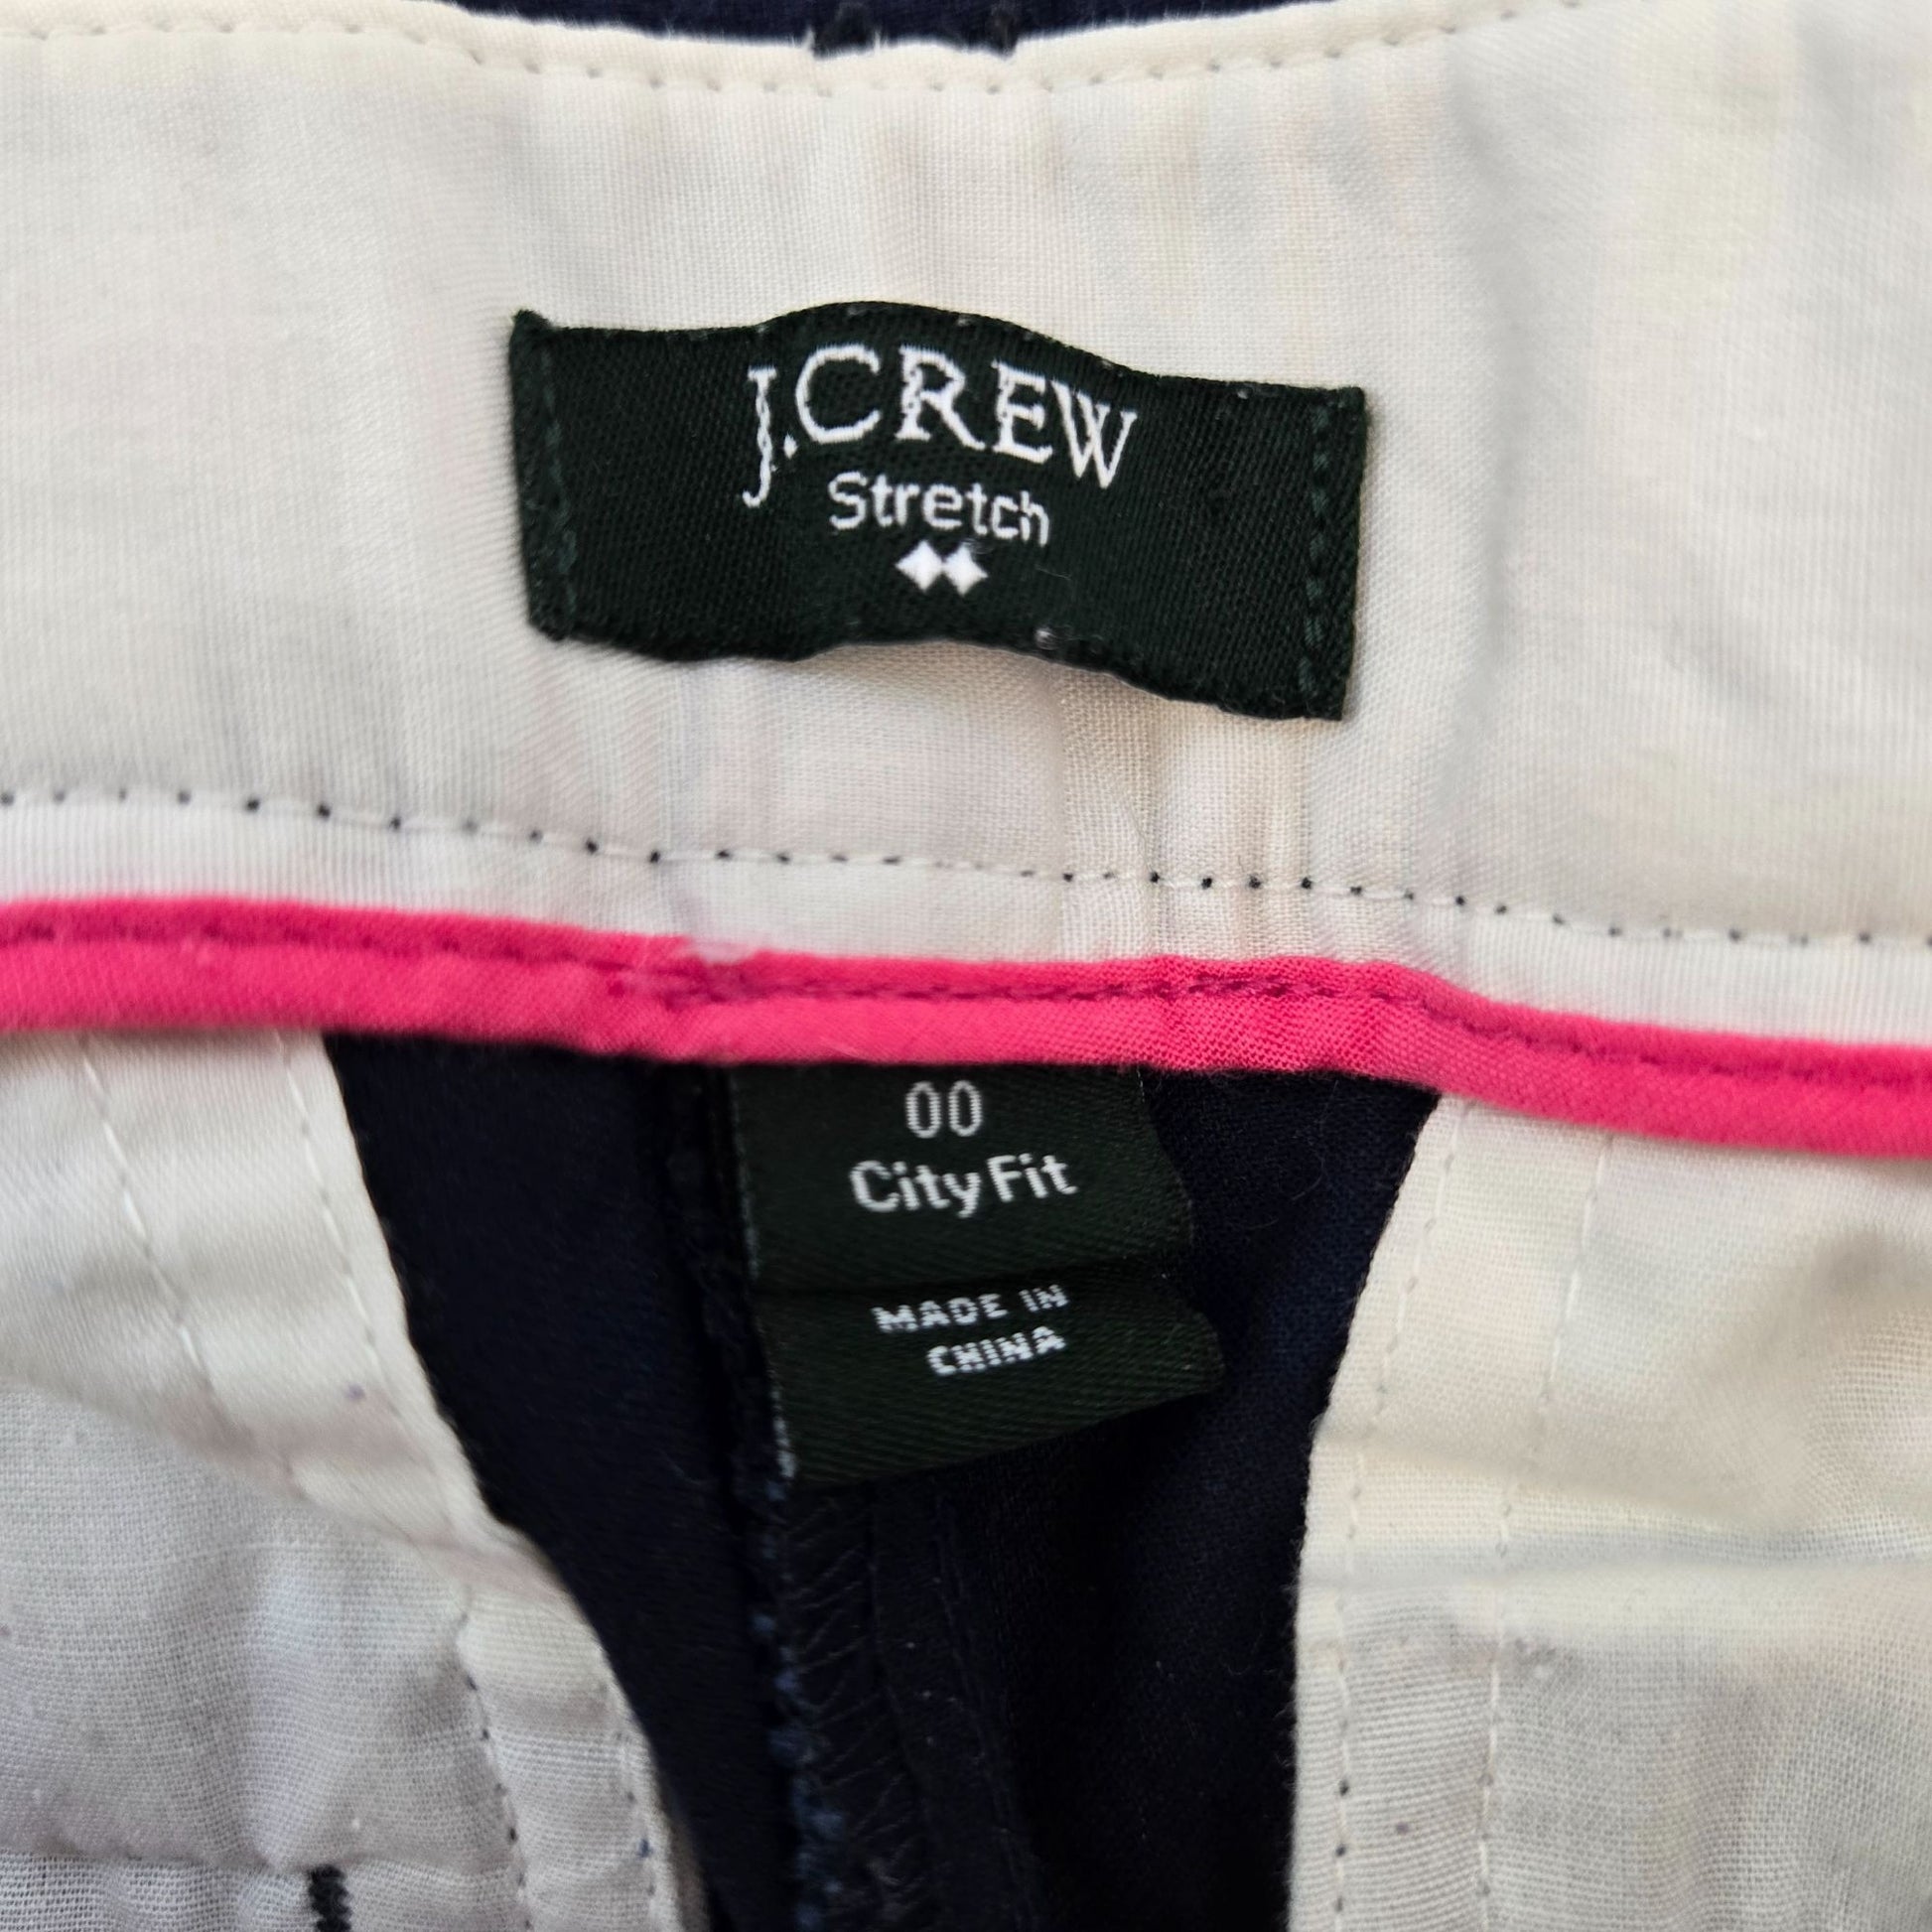 J.CREW
Stretch
00
City Fit
MADE IN
CHINA